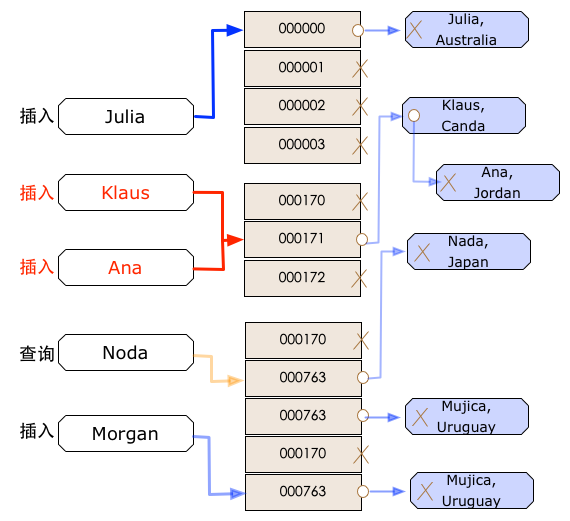 插入
Julia
插入
Klaus
插入
Ana
查询
Noda
插入
Morgan
000000
000001
000002
000003
000170
000171
000172
000170
000763
000763
000170
000763
Julia,
Australia
Klaus,
Canda
Ana,
Jordan
Nada,
Japan
Mujica,
Uruguay
Mujica,
Uruguay